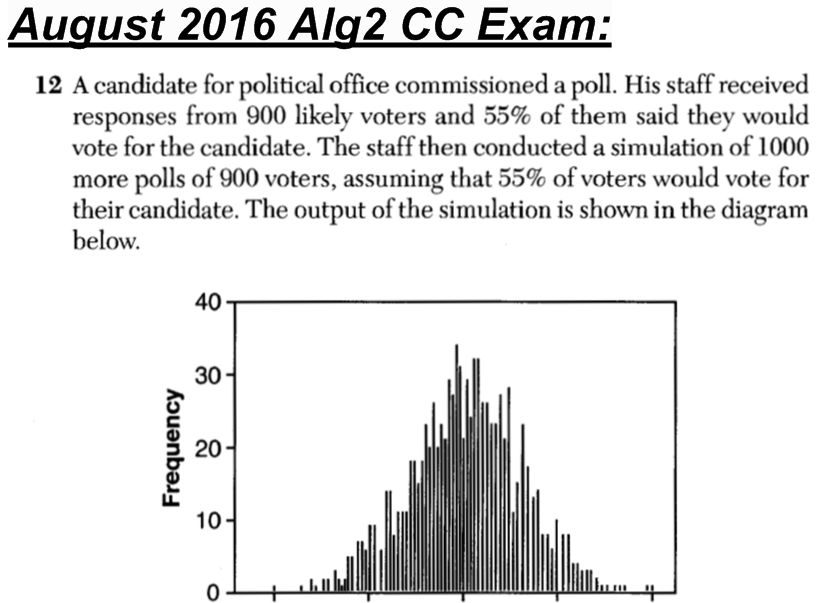 August 2016 Alg2 CC Exam:
12 A candidate for political office commissioned a poll. His staff received
responses from 900 likely voters and 55% of them said they would
vote for the candidate. The staff then conducted a simulation of 1000
more polls of 900 voters, assuming that 55% of voters would vote for
their candidate. The output of the simulation is shown in the diagram
below.
40
30
Frequency
20
10
0